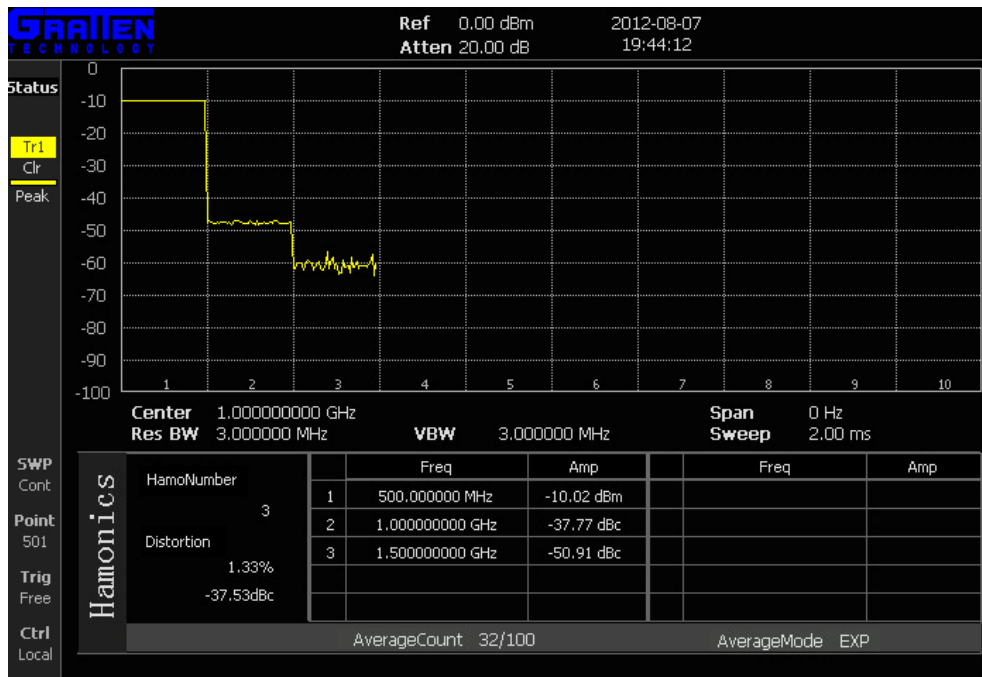 GRATTEN
TECHNOLOGY
Ref 0.00 dBm 2012-08-07
Atten 20.00 dB 19:44:12
Status
Tr1
Clr
Peak
0
-10
-20
-30
-40
-50
-60
-70
-80
-90
-100
1 2 3 4 5 6 7 8 9 10
Center 1.000000000 GHz Span 0 Hz
Res BW 3.000000 MHz VBW 3.000000 MHz Sweep 2.00 ms
SWP
Cont
Point
501
Trig
Free
Ctrl
Local
Hamonics
HamoNumber
3
Distortion
1.33%
-37.53dBc
Freq Amp Freq Amp
1 500.000000 MHz -10.02 dBm
2 1.000000000 GHz -37.77 dBc
3 1.500000000 GHz -50.91 dBc
AverageCount 32/100 AverageMode EXP